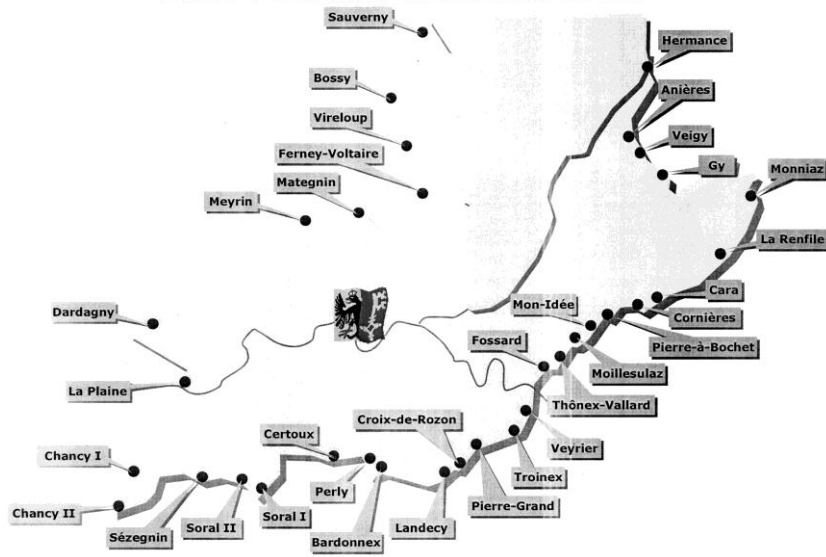 Sauverny
Hermance
Bossy
Anières
Vireloup
Veigy
Ferney-Voltaire
Gy
Monniaz
Mategnin
Meyrin
La Renfile
Cara
Mon-Idée
Dardagny
Cornières
Fossard
Pierre-à-Bochet
Moillesulaz
La Plaine
Thônex-Vallard
Croix-de-Rozon
Certoux
Veyrier
Chancy I
Troinex
Perly
Soral I
Pierre-Grand
Chancy II
Soral II
Landecy
Sézegnin
Bardonnex